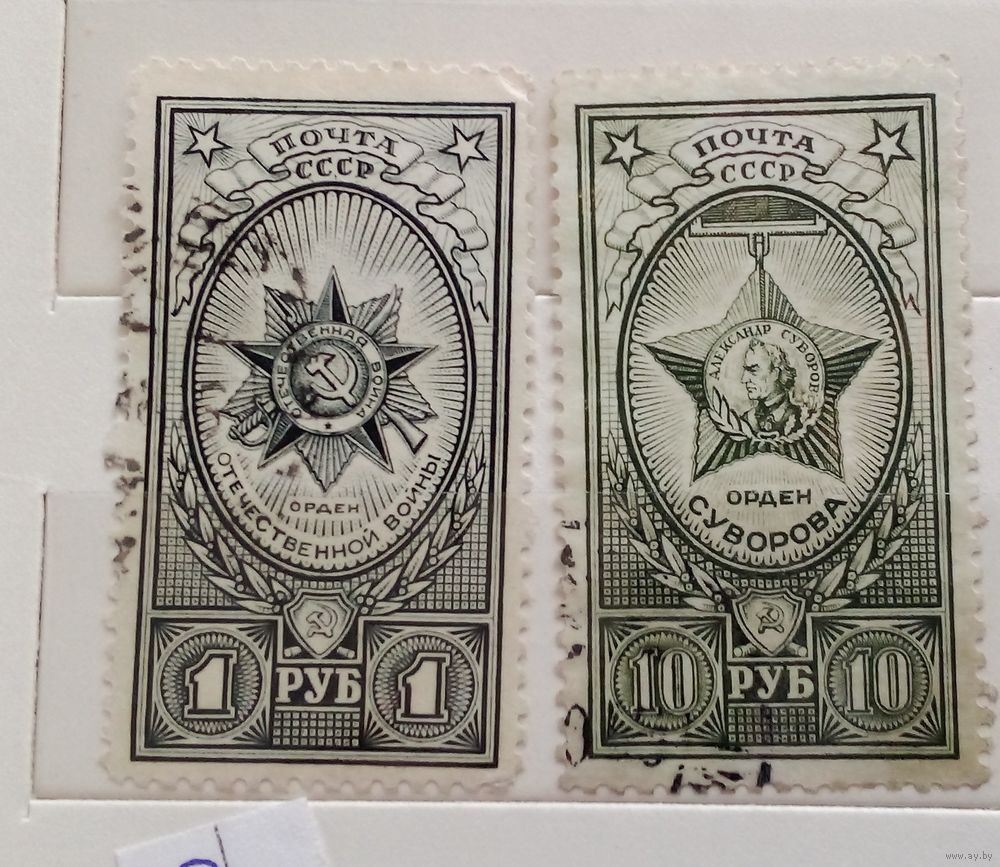 ПОЧТА
СССР
ОТЕЧЕСТВЕННАЯ ВОЙНА
ОРДЕН
ОТЕЧЕСТВЕННОЙ ВОЙНЫ
1 РУБ 1
ПОЧТА
СССР
АЛЕКСАНДР СУВОРОВ
ОРДЕН
СУВОРОВА
10 РУБ 10
www.ay.by